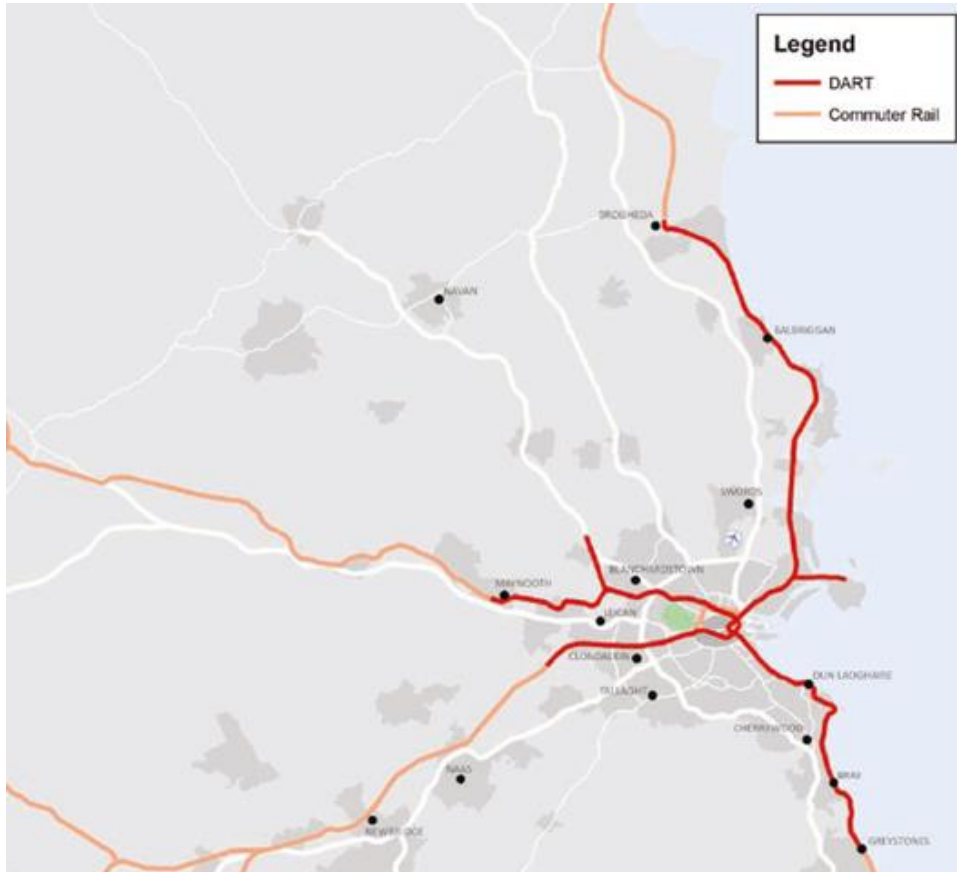 Legend
DART
Commuter Rail
DROGHEDA
NAVAN
BALBRIGGAN
SWORDS
BLANCHARDSTOWN
MAYNOOTH
LUCAN
CLONDALKIN
TALLAGHT
DUN LAOGHAIRE
CHERRYWOOD
BRAY
NAAS
NEWBRIDGE
GREYSTONES